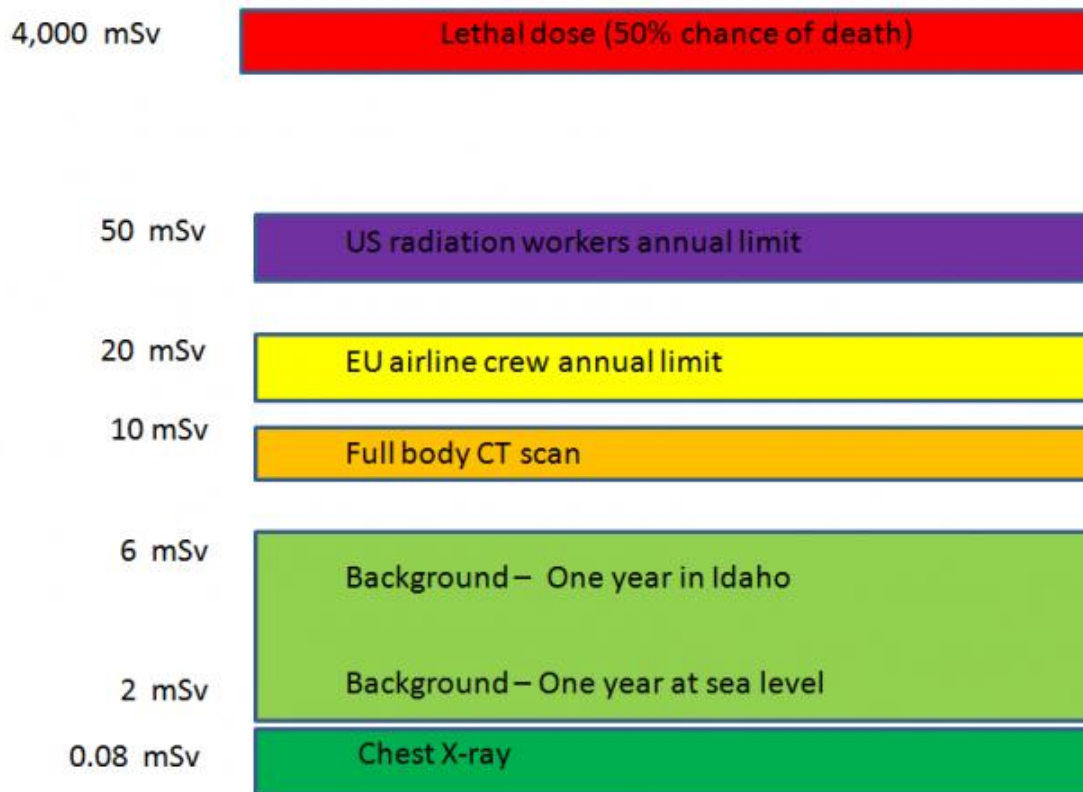 4,000 mSv Lethal dose (50% chance of death)
50 mSv US radiation workers annual limit
20 mSv EU airline crew annual limit
10 mSv Full body CT scan
6 mSv Background – One year in Idaho
2 mSv Background – One year at sea level
0.08 mSv Chest X-ray